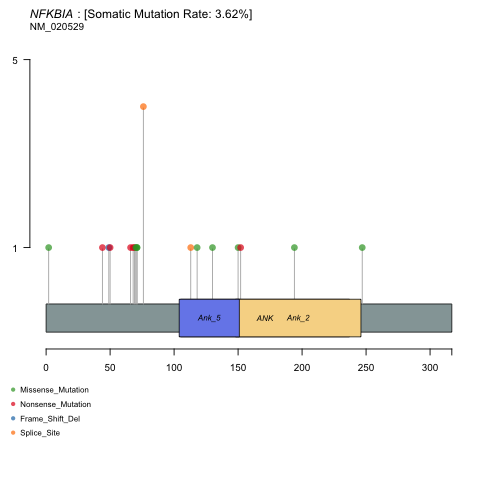 NFKBIA : [Somatic Mutation Rate: 3.62%]
NM_020529
5
1
Ank_5 ANK Ank_2
0 50 100 150 200 250 300
Missense_Mutation
Nonsense_Mutation
Frame_Shift_Del
Splice_Site